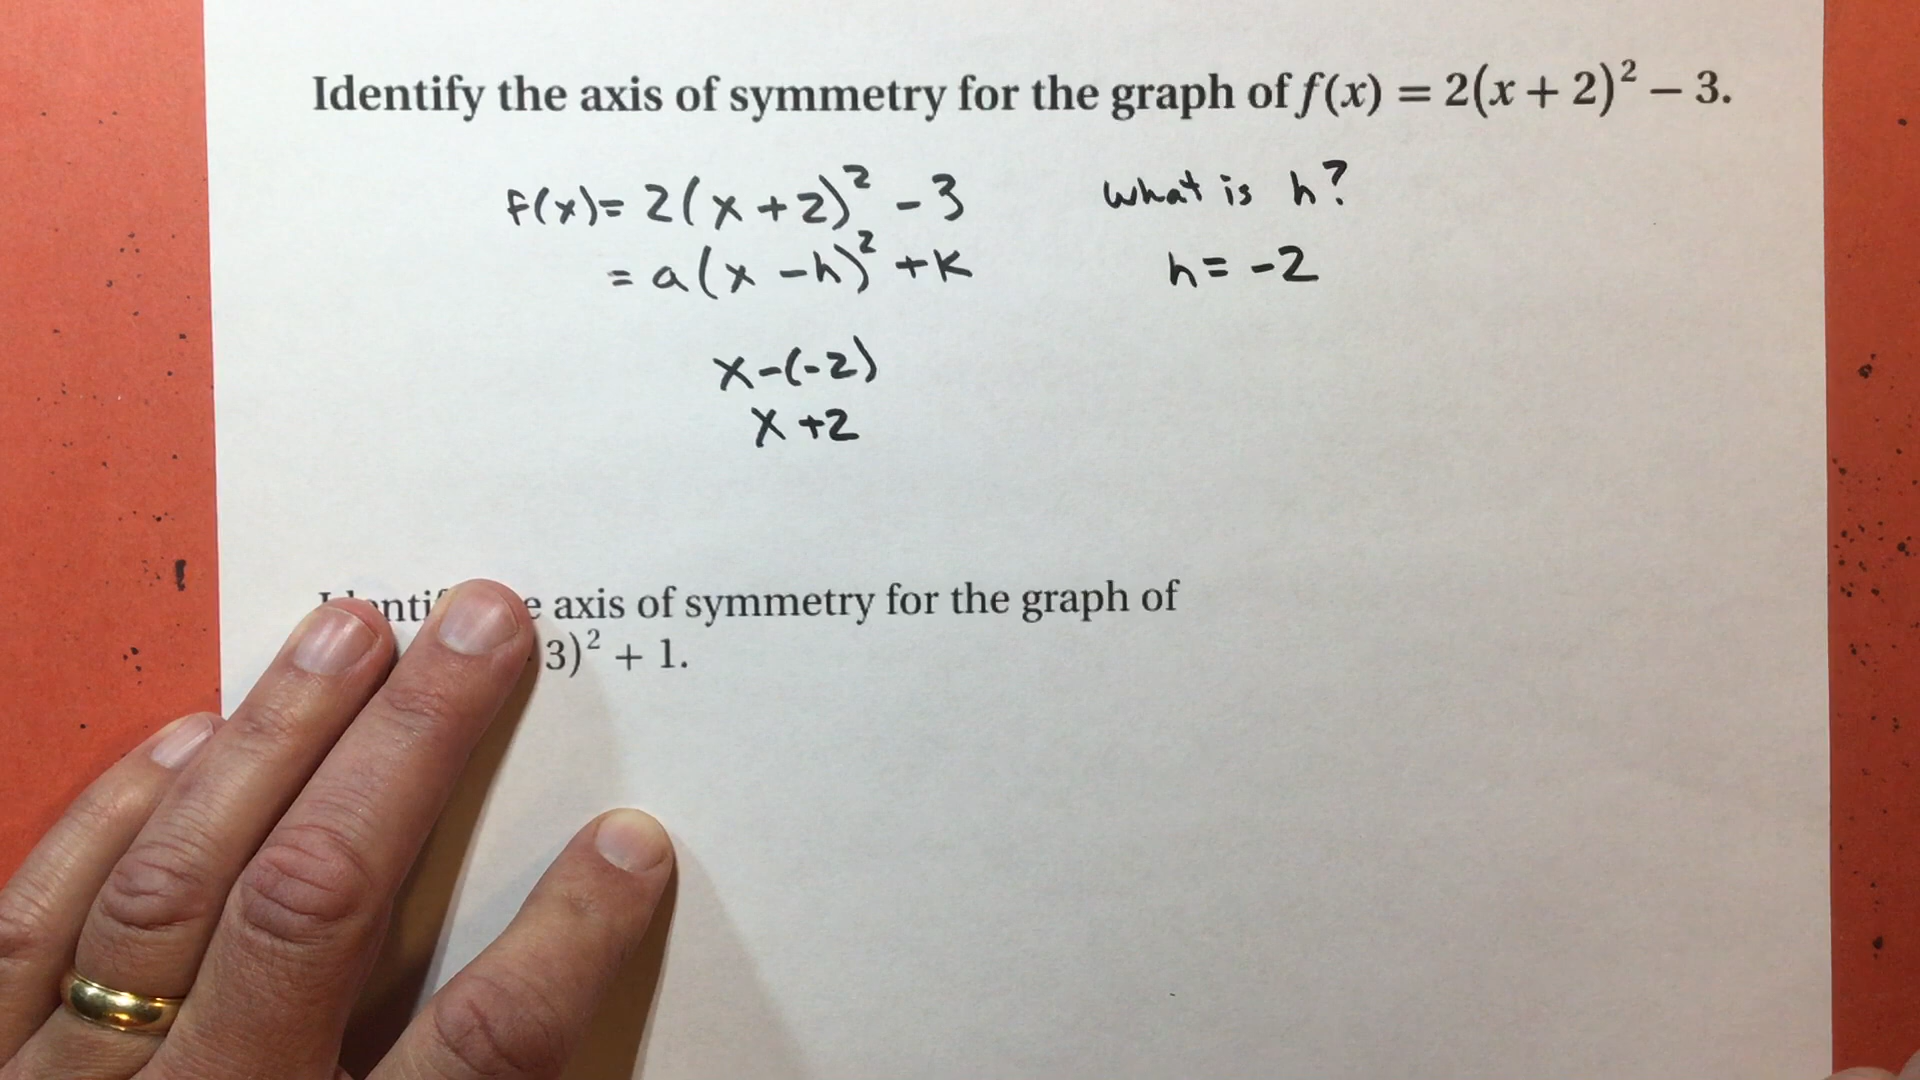 Identify the axis of symmetry for the graph of f(x) = 2(x + 2)² − 3.
f(x)= 2(x+2)² -3
what is h?
= a(x-h)² +k
h= -2
x-(-2)
x+2
axis of symmetry for the graph of
3)² + 1.